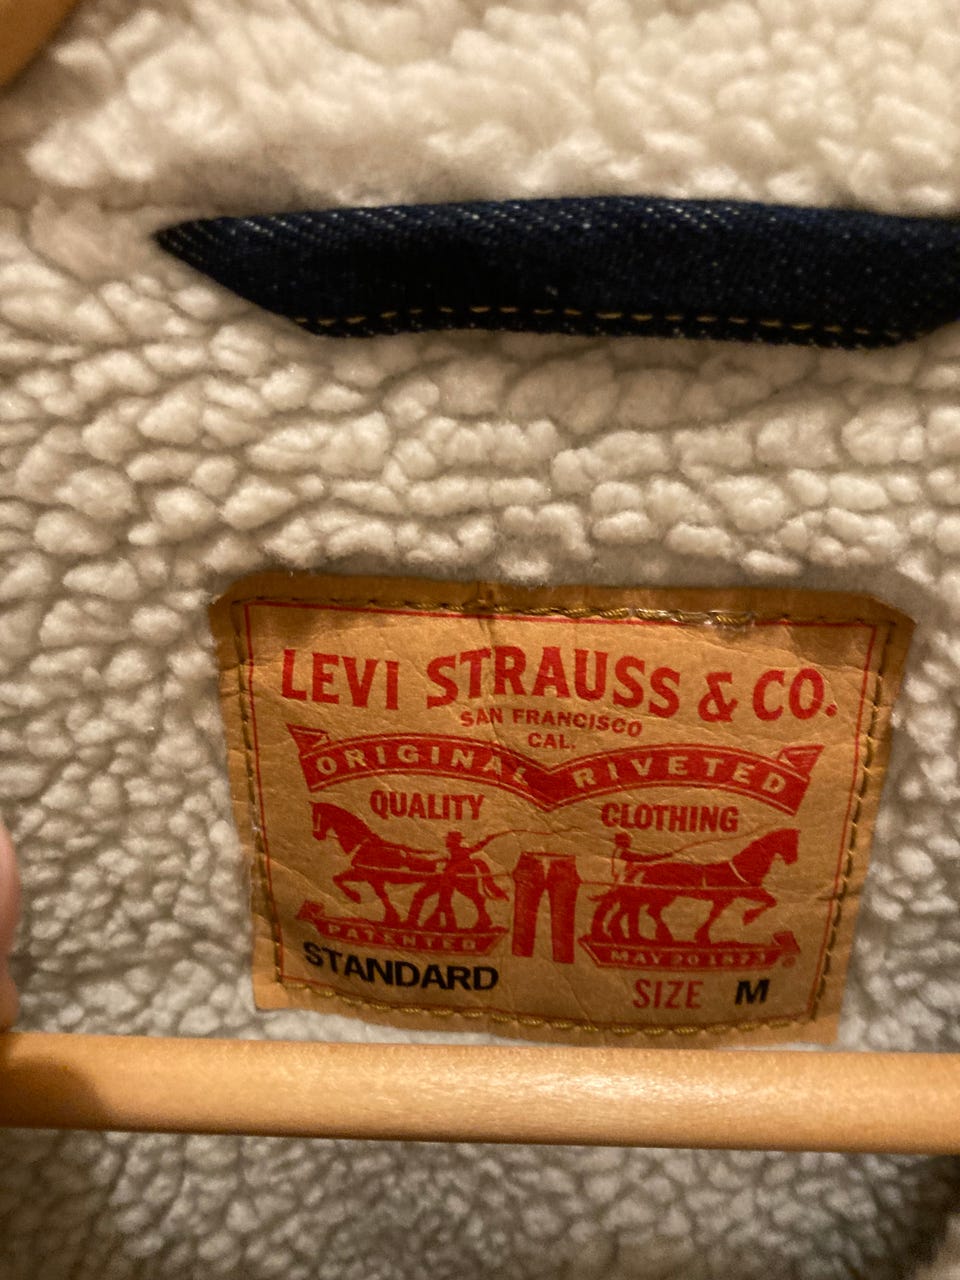 LEVI STRAUSS & CO.
SAN FRANCISCO
CAL.
ORIGINAL RIVETED
QUALITY CLOTHING
PATENTED MAY 20 1873 ®
STANDARD SIZE M